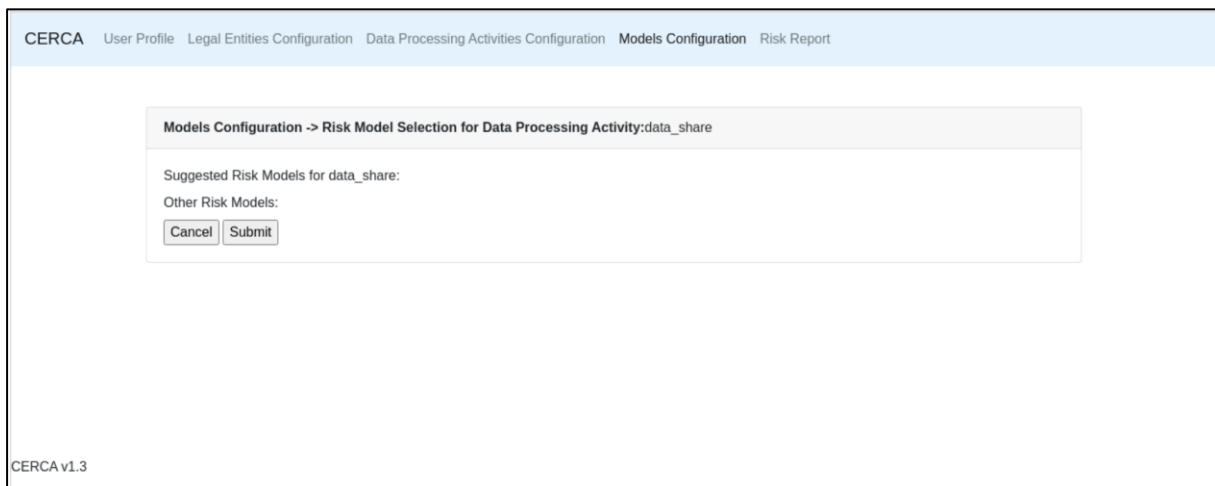 CERCA User Profile Legal Entities Configuration Data Processing Activities Configuration Models Configuration Risk Report
Models Configuration -> Risk Model Selection for Data Processing Activity:data_share
Suggested Risk Models for data_share:
Other Risk Models:
Cancel Submit
CERCA v1.3